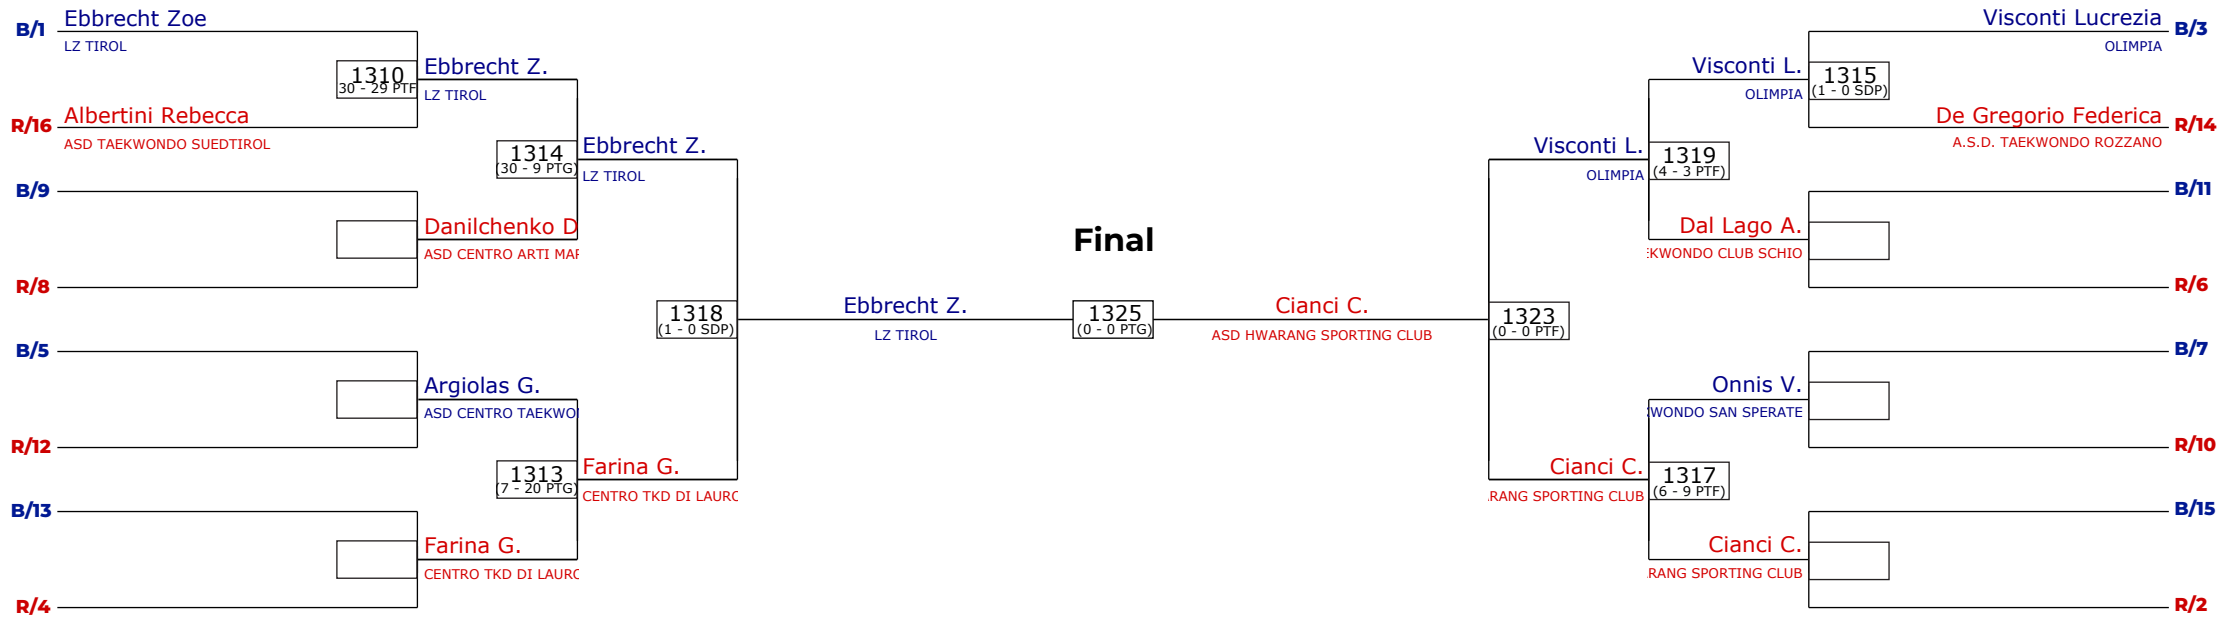 B/1
Ebbrecht Zoe
LZ TIROL
1310
30 - 29 PTF
Ebbrecht Z.
LZ TIROL
R/16
Albertini Rebecca
ASD TAEKWONDO SUEDTIROL
1314
(30 - 9 PTG)
Ebbrecht Z.
LZ TIROL
B/9
Danilchenko D
ASD CENTRO ARTI MAR
R/8
1318
(1 - 0 SDP)
Ebbrecht Z.
LZ TIROL
B/5
Argiolas G.
ASD CENTRO TAEKWO
R/12
1313
(7 - 20 PTG)
Farina G.
CENTRO TKD DI LAURO
B/13
Farina G.
CENTRO TKD DI LAURO
R/4
Final
1325
(0 - 0 PTG)
Cianci C.
ASD HWARANG SPORTING CLUB
1323
(0 - 0 PTF)
Visconti Lucrezia
B/3
OLIMPIA
Visconti L.
OLIMPIA
1315
(1 - 0 SDP)
De Gregorio Federica
R/14
A.S.D. TAEKWONDO ROZZANO
Visconti L.
OLIMPIA
1319
(4 - 3 PTF)
B/11
Dal Lago A.
EKWONDO CLUB SCHIO
R/6
B/7
Onnis V.
WONDO SAN SPERATE
R/10
Cianci C.
RANG SPORTING CLUB
1317
(6 - 9 PTF)
B/15
Cianci C.
RANG SPORTING CLUB
R/2